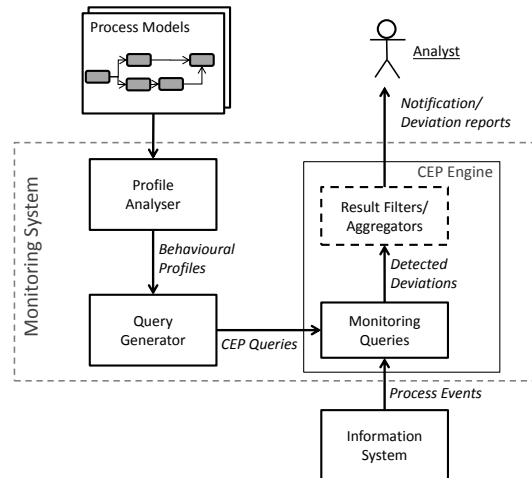 Process Models
Analyst
Notification/
Deviation reports
Monitoring System
CEP Engine
Profile
Analyser
Result Filters/
Aggregators
Behavioural
Profiles
Detected
Deviations
Query
Generator
CEP Queries
Monitoring
Queries
Process Events
Information
System